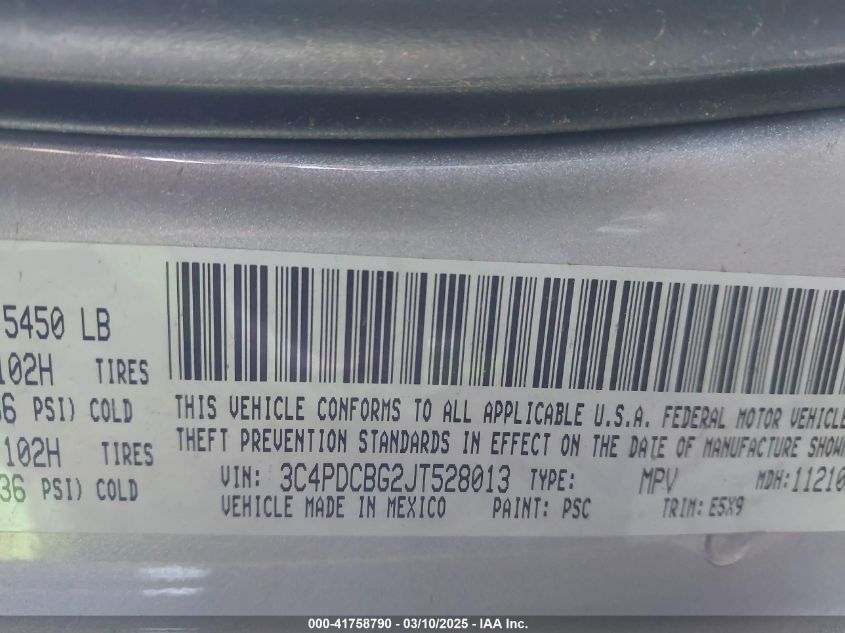 5450 LB
102H TIRES
36 PSI) COLD
102H TIRES
36 PSI) COLD
THIS VEHICLE CONFORMS TO ALL APPLICABLE U.S.A. FEDERAL MOTOR VEHICLE
THEFT PREVENTION STANDARDS IN EFFECT ON THE DATE OF MANUFACTURE SHOWN
VIN: 3C4PDCBG2JT528013 TYPE: MPV MDH: 11210
VEHICLE MADE IN MEXICO PAINT: PSC TRIM: E5X9
000-41758790 - 03/10/2025 - IAA Inc.